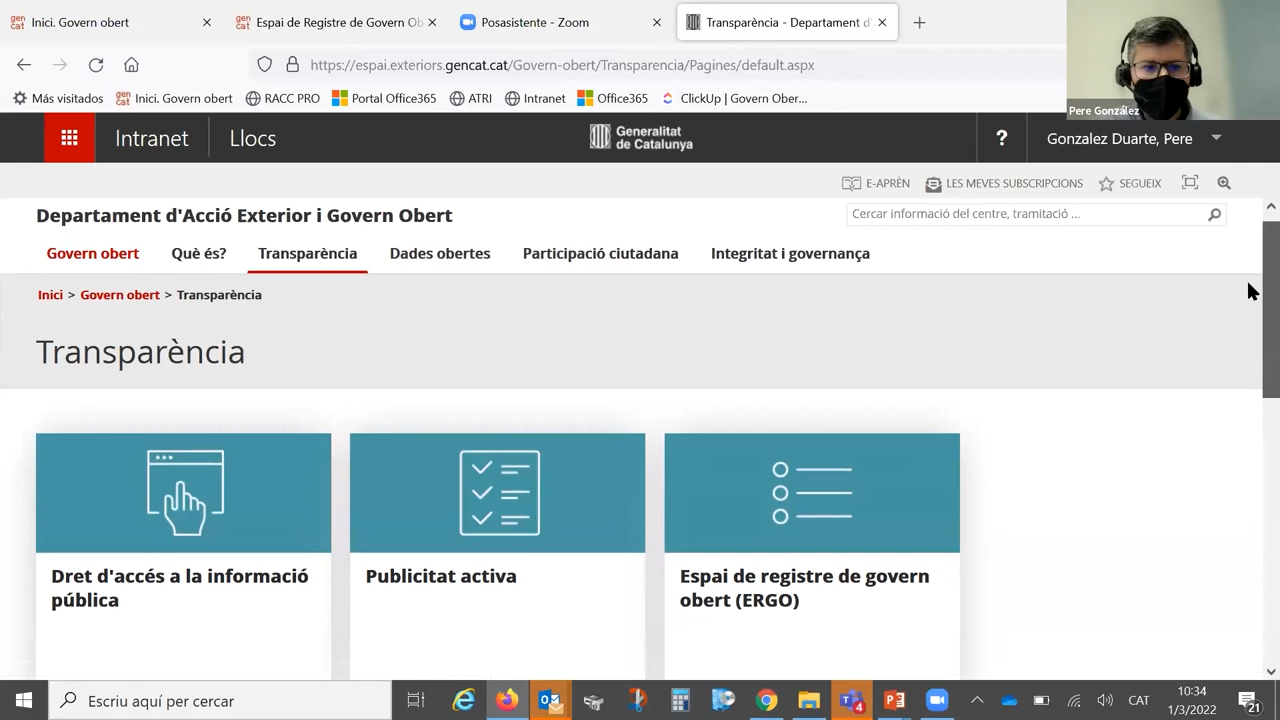 Inici. Govern obert
Espai de Registre de Govern Ob
Posasistente - Zoom
Transparència - Departament d'
https://espai.exteriors.gencat.cat/Govern-obert/Transparencia/Pagines/default.aspx
Más visitados
Inici. Govern obert
RACC PRO
Portal Office365
ATRI
Intranet
Office365
ClickUp | Govern Ober...
Pere González
Intranet
Llocs
Generalitat
de Catalunya
?
Gonzalez Duarte, Pere
E-APRÈN
LES MEVES SUBSCRIPCIONS
SEGUEIX
Departament d'Acció Exterior i Govern Obert
Cercar informació del centre, tramitació ...
Govern obert
Què és?
Transparència
Dades obertes
Participació ciutadana
Integritat i governança
Inici > Govern obert > Transparència
Transparència
Dret d'accés a la informació
pública
Publicitat activa
Espai de registre de govern
obert (ERGO)
Escriu aquí per cercar
4
CAT
10:34
1/3/2022
21